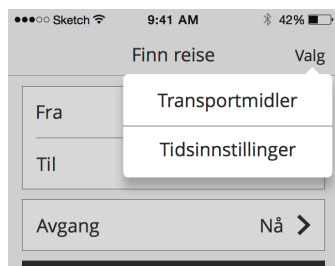 Sketch 9:41 AM 42%
Finn reise Valg
Transportmidler
Fra
Tidsinnstillinger
Til
Avgang Nå